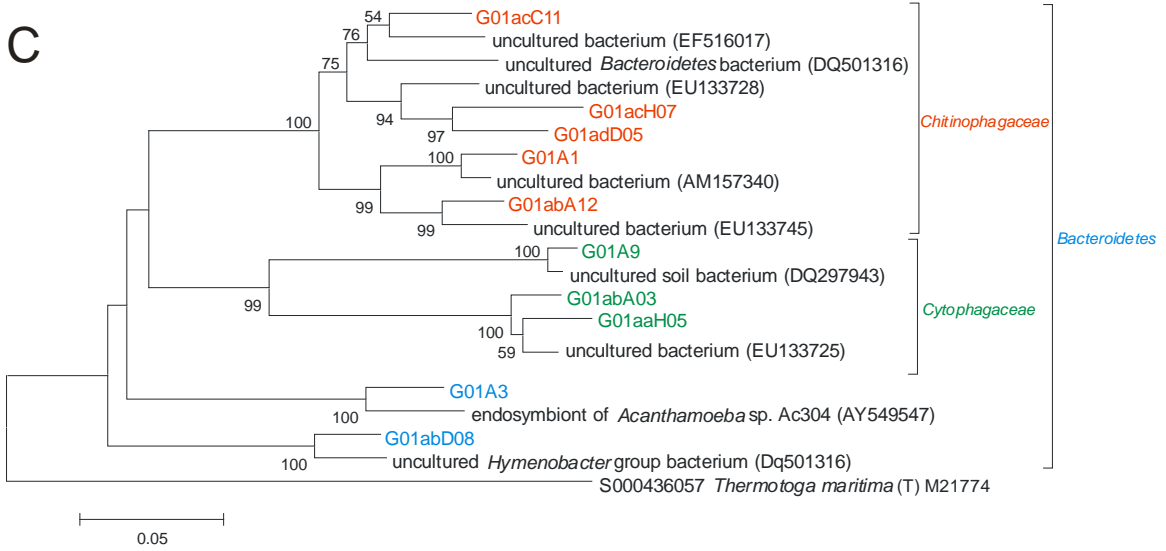 C
54
G01acC11
76
uncultured bacterium (EF516017)
75
uncultured Bacteroidetes bacterium (DQ501316)
uncultured bacterium (EU133728)
94
G01acH07
100
97
G01adD05
Chitinophagaceae
100
G01A1
uncultured bacterium (AM157340)
99
G01abA12
99
uncultured bacterium (EU133745)
Bacteroidetes
100
G01A9
uncultured soil bacterium (DQ297943)
99
G01abA03
100
G01aaH05
Cytophagaceae
59
uncultured bacterium (EU133725)
G01A3
100
endosymbiont of Acanthamoeba sp. Ac304 (AY549547)
G01abD08
100
uncultured Hymenobacter group bacterium (Dq501316)
S000436057 Thermotoga maritima (T) M21774
0.05